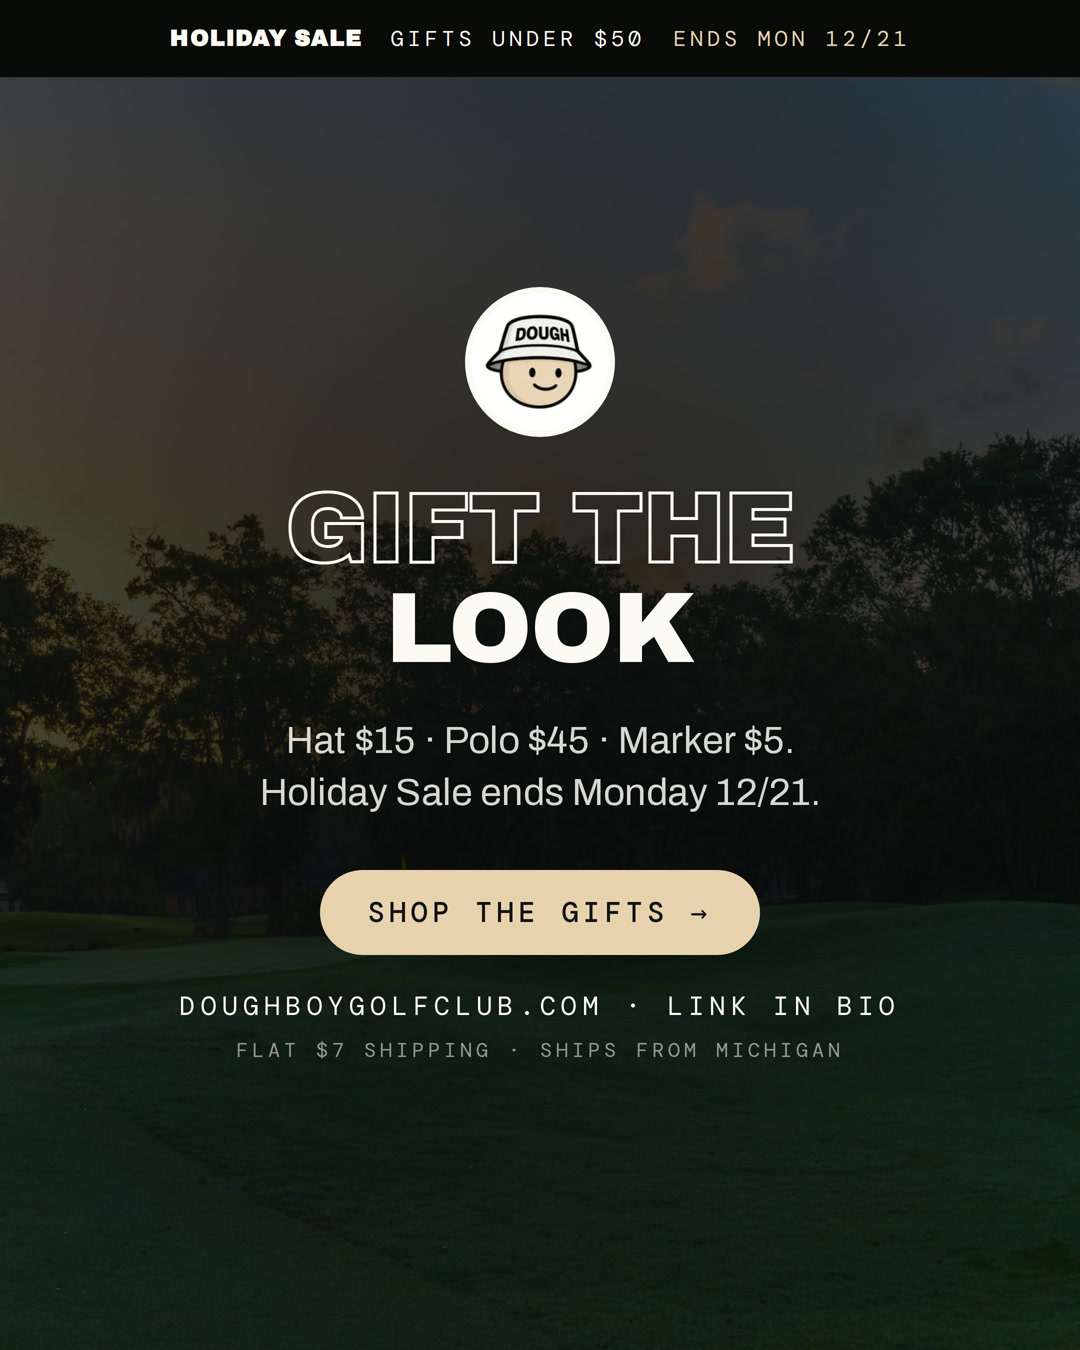 HOLIDAY SALE GIFTS UNDER $50 ENDS MON 12/21
DOUGH
GIFT THE
LOOK
Hat $15 · Polo $45 · Marker $5.
Holiday Sale ends Monday 12/21.
SHOP THE GIFTS →
DOUGHBOYGOLFCLUB.COM · LINK IN BIO
FLAT $7 SHIPPING · SHIPS FROM MICHIGAN